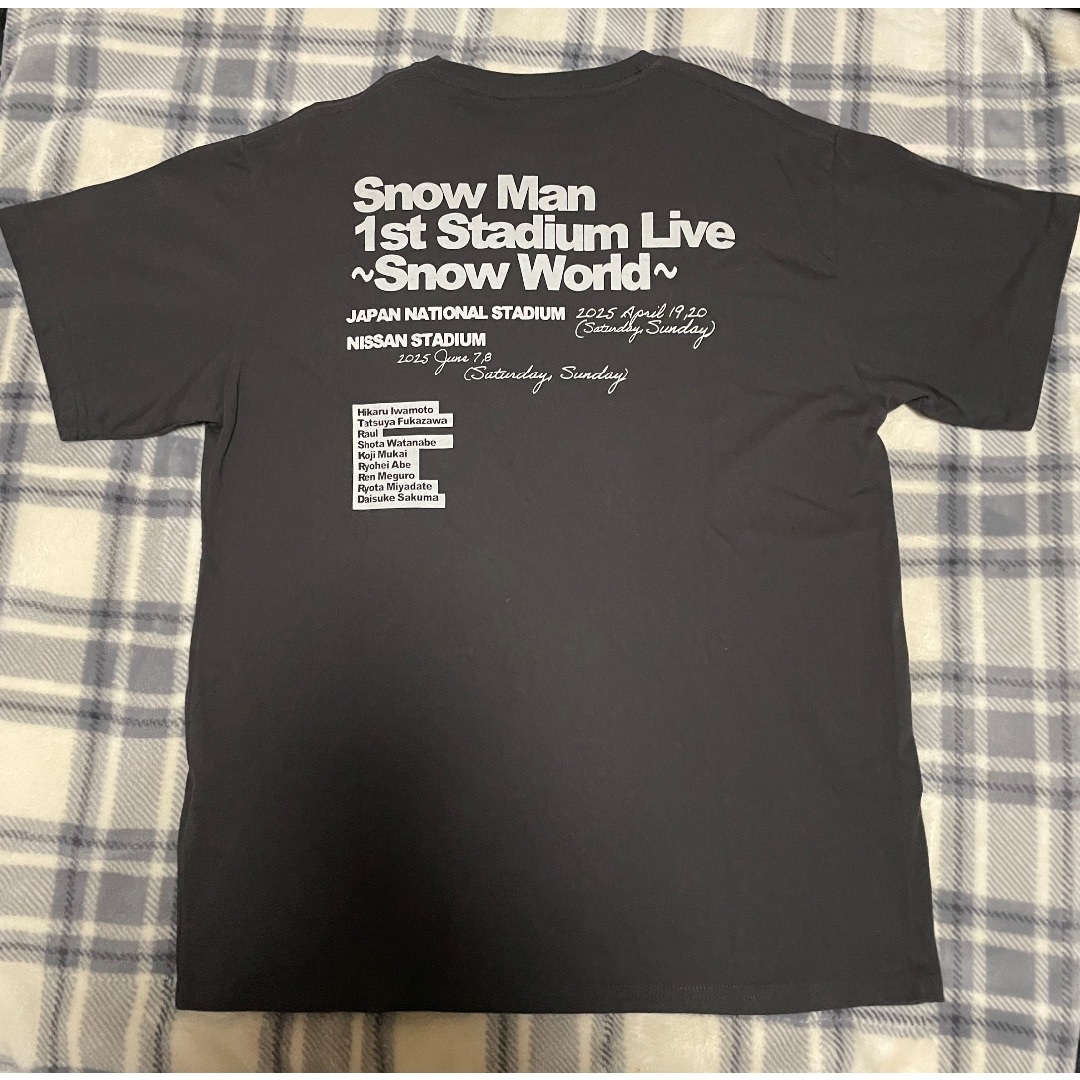 Snow Man
1st Stadium Live
~Snow World~
JAPAN NATIONAL STADIUM 2025 April 19,20
(Saturday, Sunday)
NISSAN STADIUM
2025 June 7,8
(Saturday, Sunday)
Hikaru Iwamoto
Tatsuya Fukazawa
Raul
Shota Watanabe
Koji Mukai
Ryohei Abe
Ren Meguro
Ryota Miyadate
Daisuke Sakuma